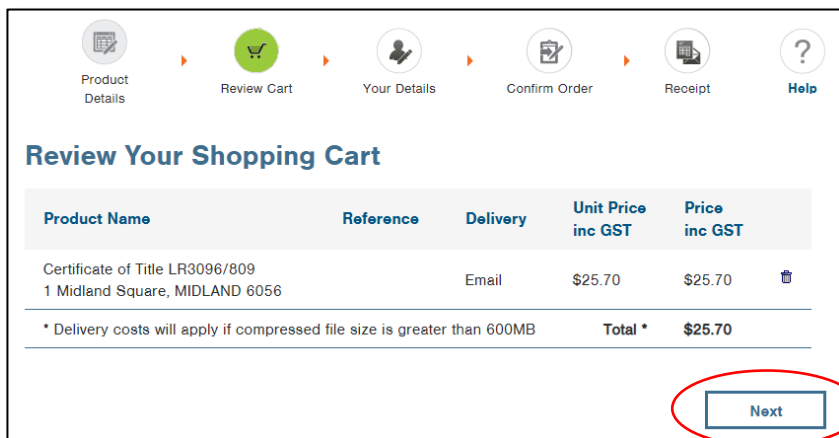 Product
Details
Review Cart
Your Details
Confirm Order
Receipt
?
Help
Review Your Shopping Cart
Product Name Reference Delivery Unit Price inc GST Price inc GST
Certificate of Title LR3096/809
1 Midland Square, MIDLAND 6056
Email $25.70 $25.70
* Delivery costs will apply if compressed file size is greater than 600MB Total * $25.70
Next